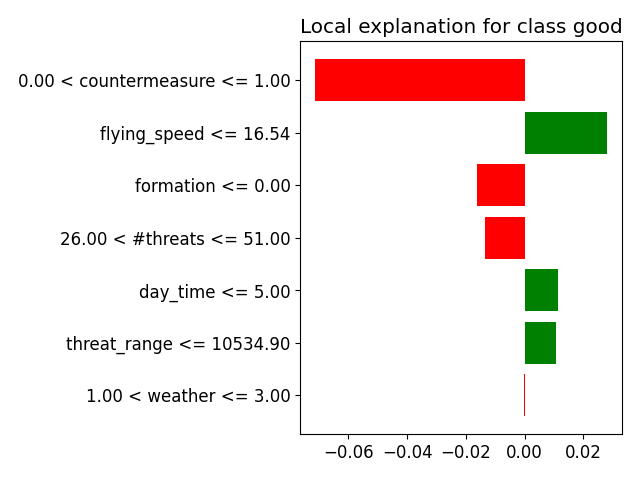 Local explanation for class good
0.00 < countermeasure <= 1.00
flying_speed <= 16.54
formation <= 0.00
26.00 < #threats <= 51.00
day_time <= 5.00
threat_range <= 10534.90
1.00 < weather <= 3.00
−0.06 −0.04 −0.02 0.00 0.02